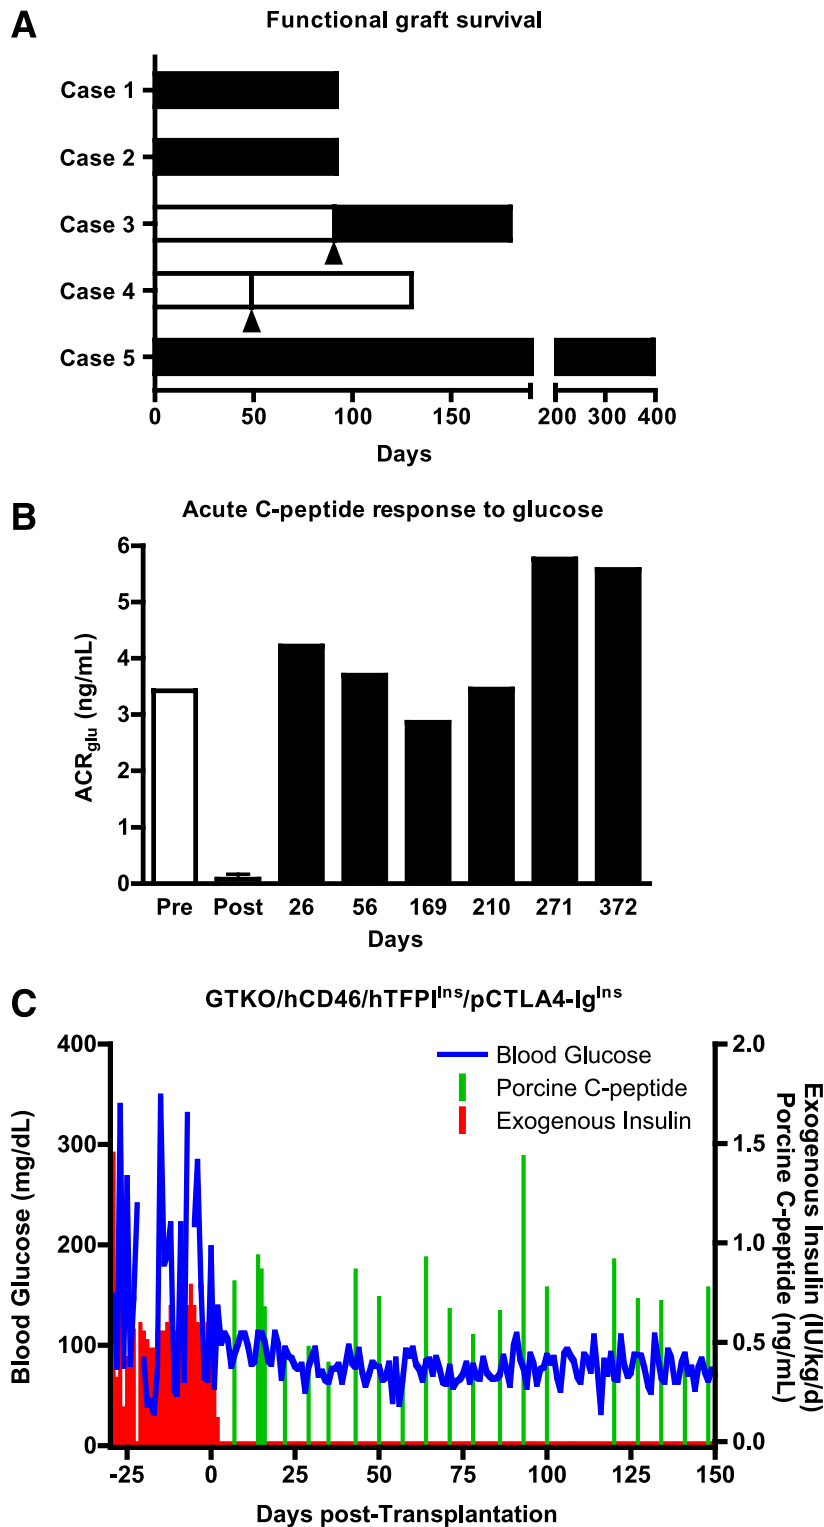 A
Functional graft survival
Case 1
Case 2
Case 3
Case 4
Case 5
0 50 100 150 200 300 400
Days
B
Acute C-peptide response to glucose
ACRglu (ng/mL)
6
5
4
3
2
1
0
Pre Post 26 56 169 210 271 372
Days
C
GTKO/hCD46/hTFPIIns/pCTLA4-IgIns
Blood Glucose (mg/dL)
400
300
200
100
0
Blood Glucose
Porcine C-peptide
Exogenous Insulin
2.0
1.5
1.0
0.5
0.0
Exogenous Insulin (IU/kg/d)
Porcine C-peptide (ng/mL)
-25 0 25 50 75 100 125 150
Days post-Transplantation